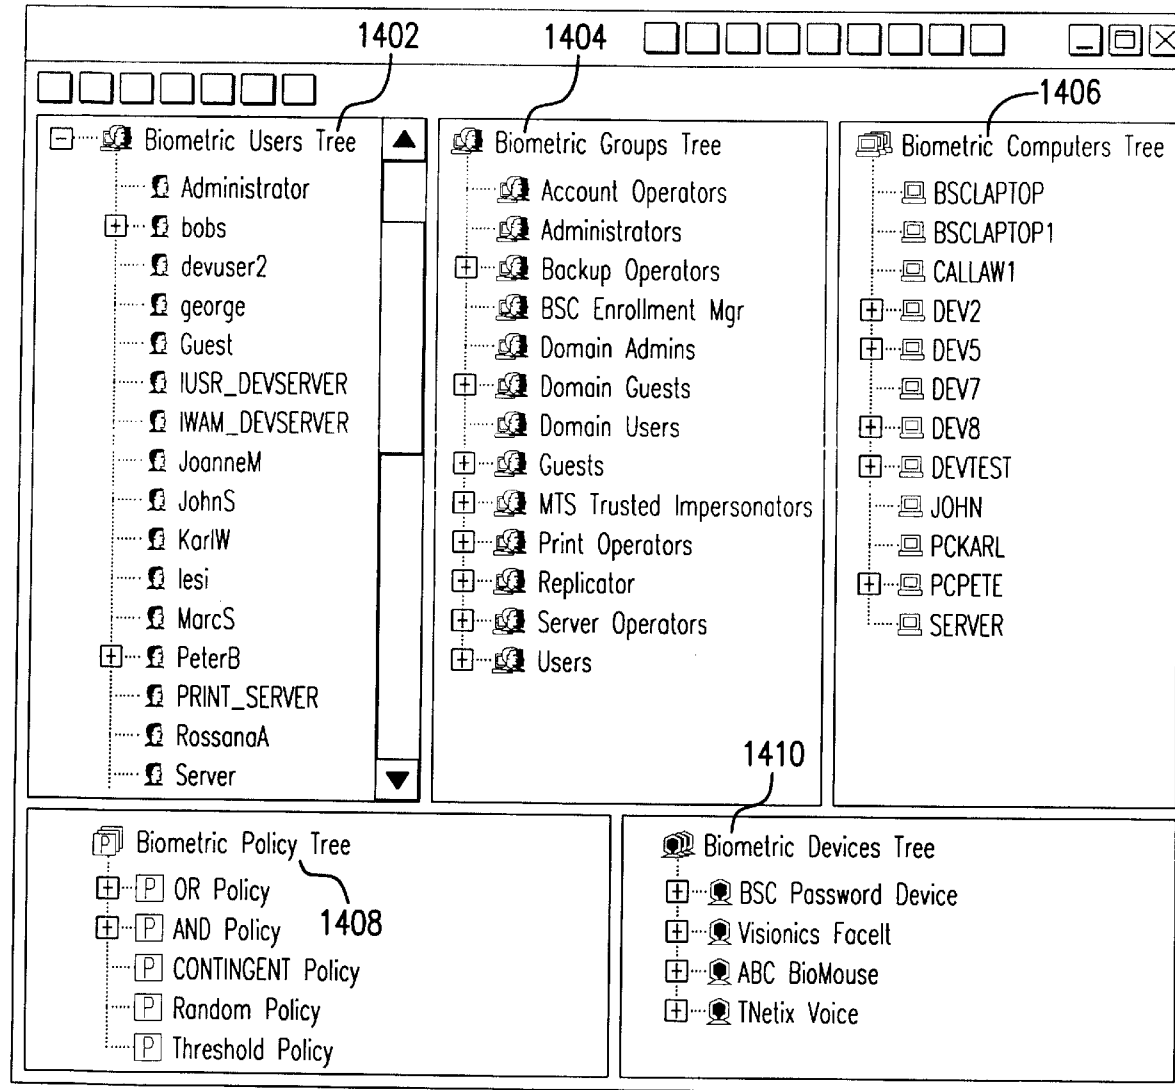 1402
1404
1406
Biometric Users Tree
Administrator
bobs
devuser2
george
Guest
IUSR_DEVSERVER
IWAM_DEVSERVER
JoanneM
JohnS
KarlW
lesi
MarcS
PeterB
PRINT_SERVER
RossanaA
Server
Biometric Groups Tree
Account Operators
Administrators
Backup Operators
BSC Enrollment Mgr
Domain Admins
Domain Guests
Domain Users
Guests
MTS Trusted Impersonators
Print Operators
Replicator
Server Operators
Users
Biometric Computers Tree
BSCLAPTOP
BSCLAPTOP1
CALLAW1
DEV2
DEV5
DEV7
DEV8
DEVTEST
JOHN
PCKARL
PCPETE
SERVER
Biometric Policy Tree
P OR Policy
P AND Policy
P CONTINGENT Policy
P Random Policy
P Threshold Policy
1408
1410
Biometric Devices Tree
BSC Password Device
Visionics FaceIt
ABC BioMouse
TNetix Voice